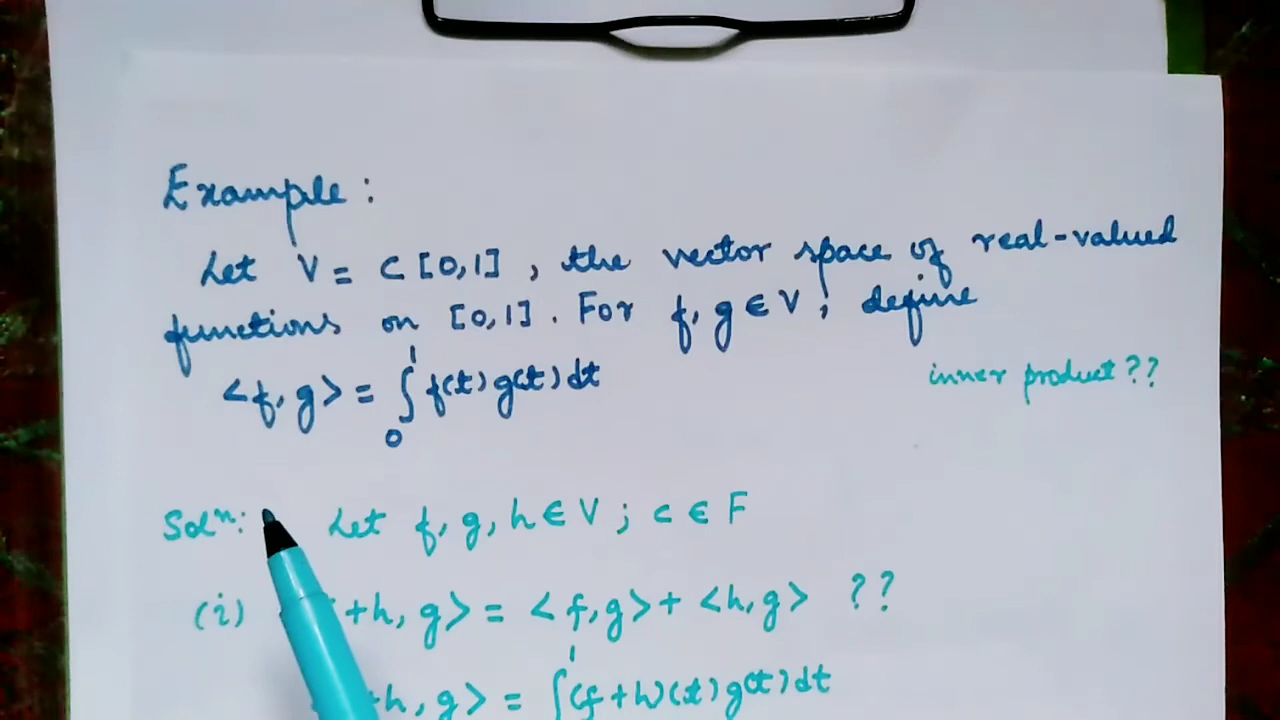 Example:
Let V = C[0,1], the vector space of real-valued
functions on [0,1]. For f, g ∈ V; define
<f, g> = ∫₀¹ f(t) g(t) dt
inner product??
Solⁿ: Let f, g, h ∈ V; c ∈ F
(i) +h, g> = <f, g> + <h, g> ??
+h, g> = ∫¹ (f+h)(t) g(t) dt